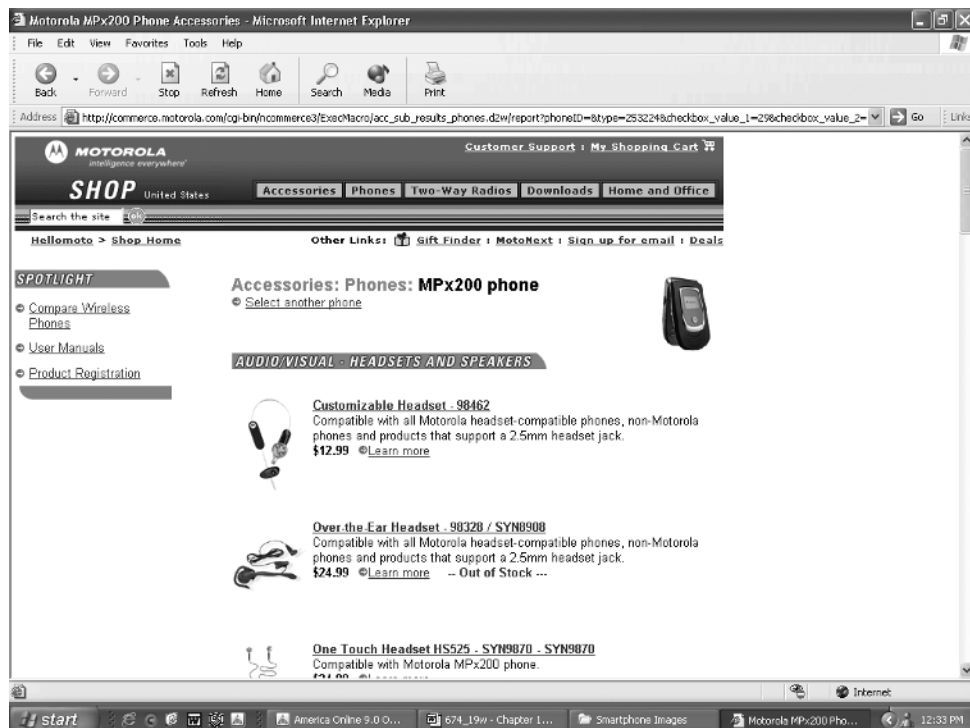 Motorola MPx200 Phone Accessories - Microsoft Internet Explorer
File Edit View Favorites Tools Help
Back Forward Stop Refresh Home Search Media Print
Address http://commerce.motorola.com/cgi-bin/ncommerce3/ExecMacro/acc_sub_results_phones.d2w/report?phoneID=&type=253224&checkbox_value_1=29&checkbox_value_2= Go Links
MOTOROLA
intelligence everywhere
Customer Support : My Shopping Cart
SHOP United States
Accessories Phones Two-Way Radios Downloads Home and Office
Search the site ok
Hellomoto > Shop Home Other Links: Gift Finder : MotoNext : Sign up for email : Deals
SPOTLIGHT
Compare Wireless
Phones
User Manuals
Product Registration
Accessories: Phones: MPx200 phone
Select another phone
AUDIO/VISUAL - HEADSETS AND SPEAKERS
Customizable Headset - 98462
Compatible with all Motorola headset-compatible phones, non-Motorola
phones and products that support a 2.5mm headset jack.
$12.99 Learn more
Over-the-Ear Headset - 98328 / SYN8908
Compatible with all Motorola headset-compatible phones, non-Motorola
phones and products that support a 2.5mm headset jack.
$24.99 Learn more -- Out of Stock ---
One Touch Headset HS525 - SYN9870 - SYN9870
Compatible with Motorola MPx200 phone.
Internet
start America Online 9.0 O... 674_19w - Chapter 1... Smartphone Images Motorola MPx200 Pho... 12:33 PM